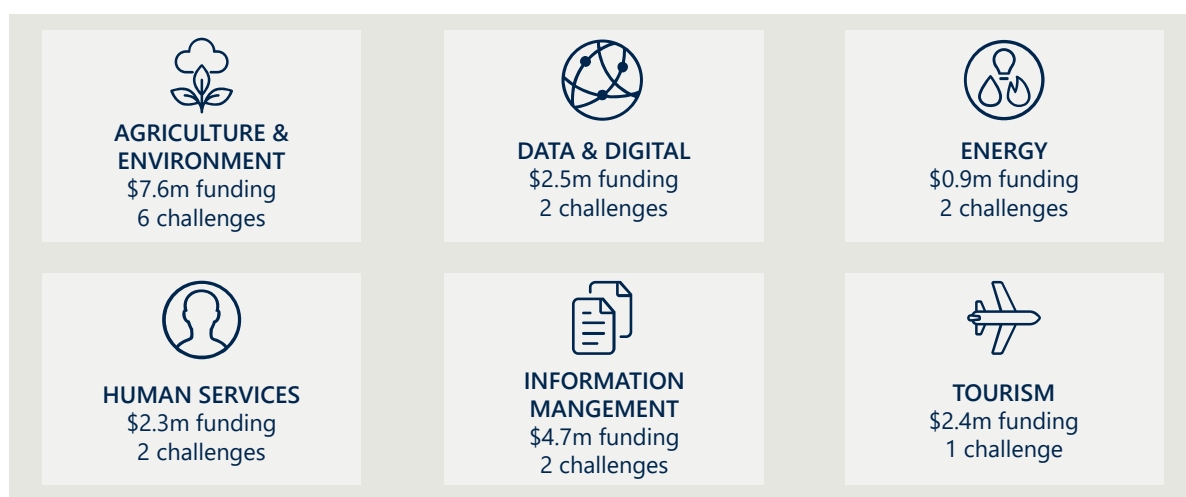 AGRICULTURE &
ENVIRONMENT
$7.6m funding
6 challenges
DATA & DIGITAL
$2.5m funding
2 challenges
ENERGY
$0.9m funding
2 challenges
HUMAN SERVICES
$2.3m funding
2 challenges
INFORMATION
MANGEMENT
$4.7m funding
2 challenges
TOURISM
$2.4m funding
1 challenge